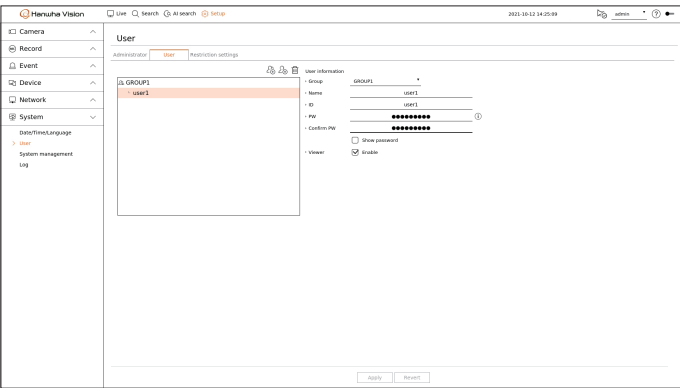 Hanwha Vision
Live Search AI search Setup
2021-10-12 14:25:09
admin
?
Camera
Record
Event
Device
Network
System
Date/Time/Language
User
System management
Log
User
Administrator User Restriction settings
GROUP1
user1
User information
Group GROUP1
Name user1
ID user1
PW ●●●●●●●●●
Confirm PW ●●●●●●●●●
Show password
Viewer Enable
Apply Revert